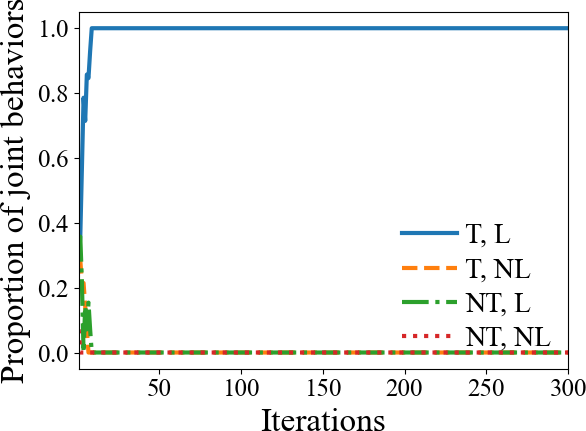 Proportion of joint behaviors
1.0
0.8
0.6
0.4
0.2
0.0
T, L
T, NL
NT, L
NT, NL
50 100 150 200 250 300
Iterations